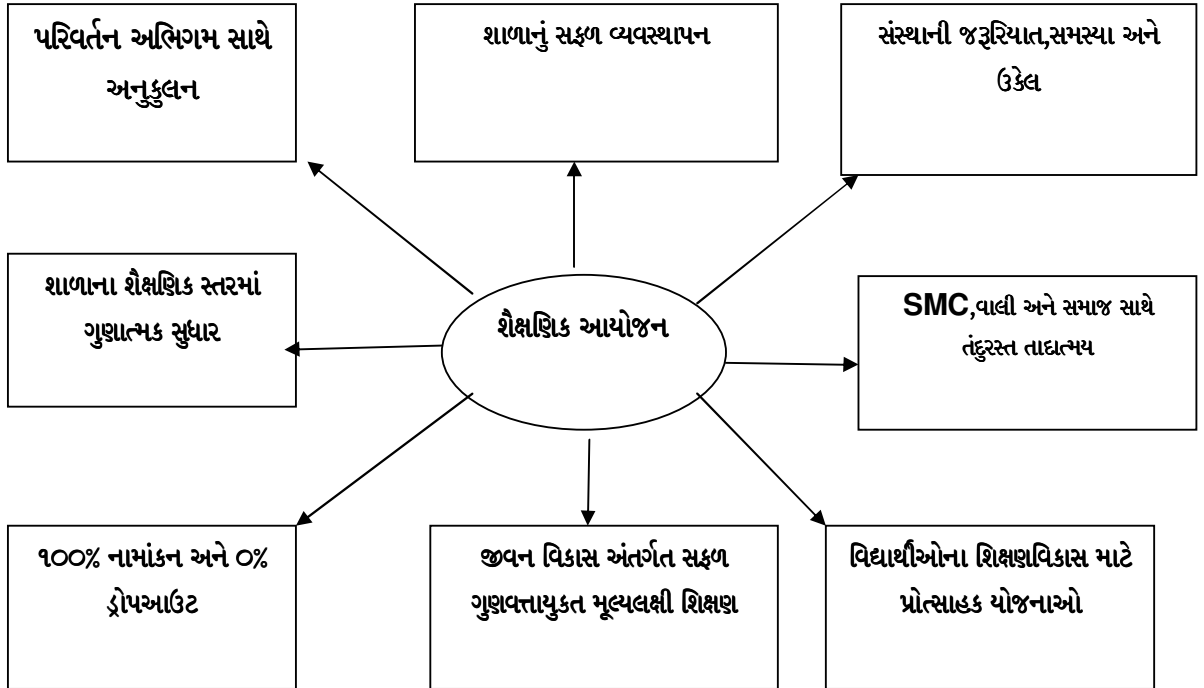 પરિવર્તન અભિગમ સાથે
અનુકુલન
શાળાનું સફળ વ્યવસ્થાપન
સંસ્થાની જરૂરિયાત,સમસ્યા અને
ઉકેલ
શાળાના શૈક્ષણિક સ્તરમાં
ગુણાત્મક સુધાર
શૈક્ષણિક આયોજન
SMC,વાલી અને સમાજ સાથે
તંદુરસ્ત તાદાત્મય
૧૦૦% નામાંકન અને ૦%
ડ્રોપઆઉટ
જીવન વિકાસ અંતર્ગત સફળ
ગુણવત્તાયુકત મૂલ્યલક્ષી શિક્ષણ
વિદ્યાર્થીઓના શિક્ષણવિકાસ માટે
પ્રોત્સાહક યોજનાઓ